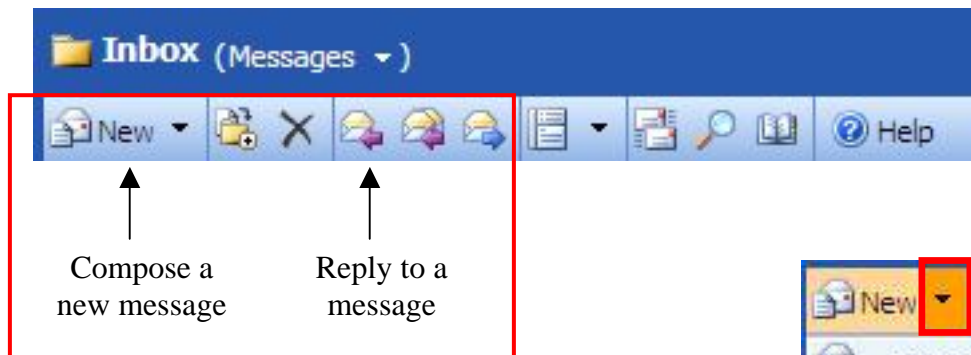 Inbox (Messages )
New Help
Compose a Reply to a
new message message
New